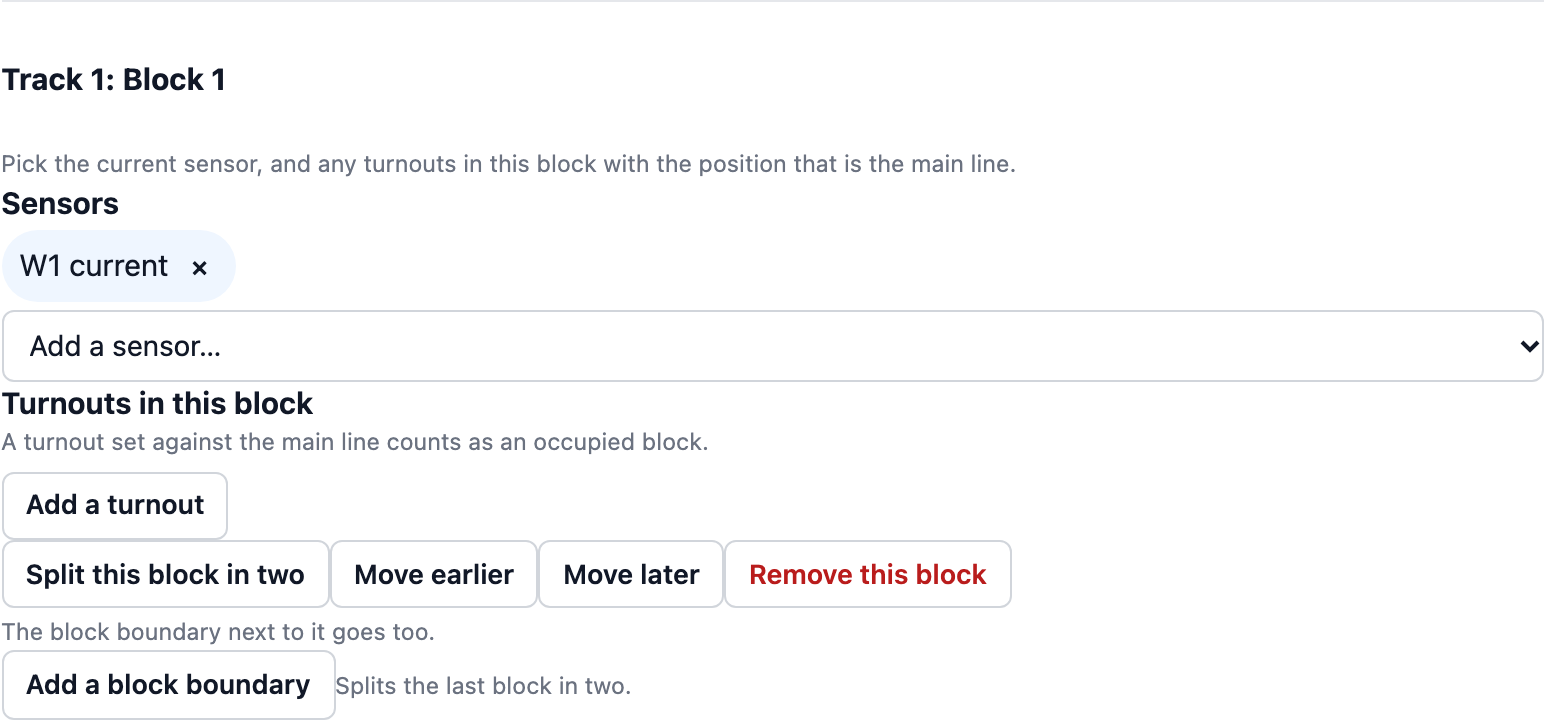 Track 1: Block 1
Pick the current sensor, and any turnouts in this block with the position that is the main line.
Sensors
W1 current ×
Add a sensor...
Turnouts in this block
A turnout set against the main line counts as an occupied block.
Add a turnout
Split this block in two Move earlier Move later Remove this block
The block boundary next to it goes too.
Add a block boundary Splits the last block in two.